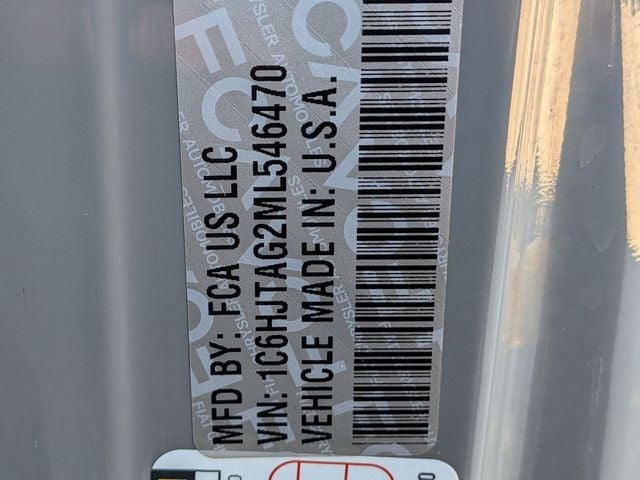 MFD BY: FCA US LLC
VIN: 1C6HJTAG2ML546470
VEHICLE MADE IN: U.S.A.